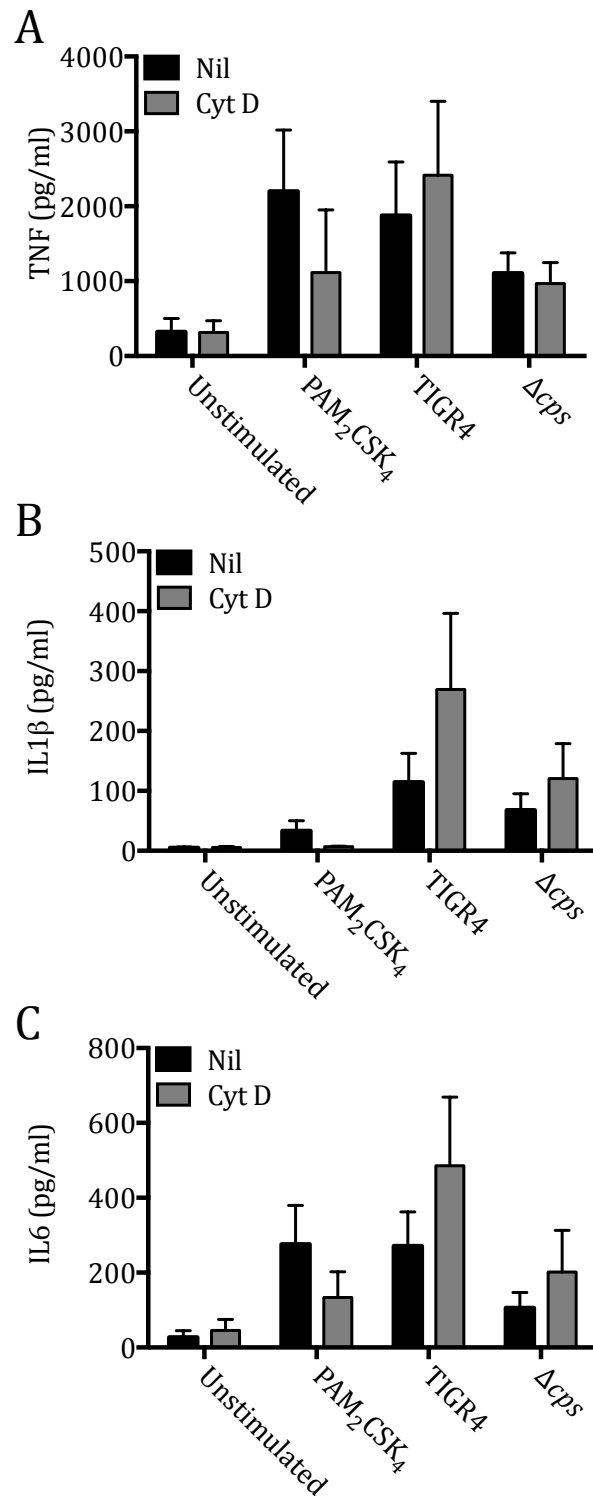 A
TNF (pg/ml)
4000
3000
2000
1000
0
Nil
Cyt D
Unstimulated
PAM₂CSK₄
TIGR4
Δcps
B
IL1β (pg/ml)
500
400
300
200
100
0
Nil
Cyt D
Unstimulated
PAM₂CSK₄
TIGR4
Δcps
C
IL6 (pg/ml)
800
600
400
200
0
Nil
Cyt D
Unstimulated
PAM₂CSK₄
TIGR4
Δcps